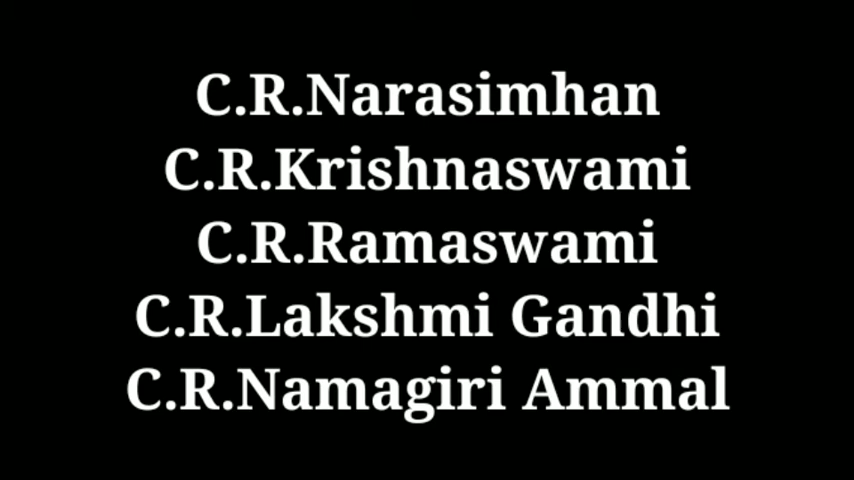 C.R.Narasimhan
C.R.Krishnaswami
C.R.Ramaswami
C.R.Lakshmi Gandhi
C.R.Namagiri Ammal